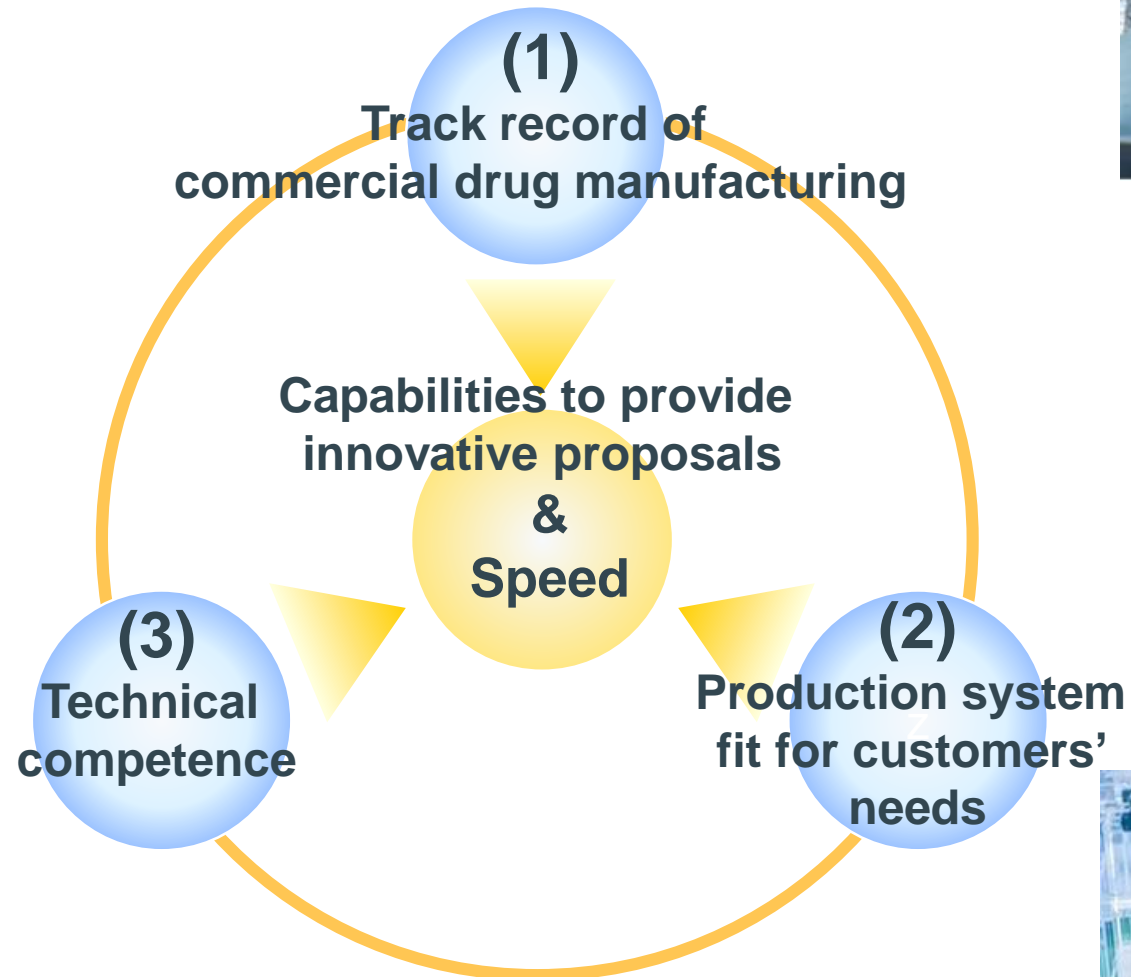 (1)
Track record of
commercial drug manufacturing
Capabilities to provide
innovative proposals
&
Speed
(3)
Technical
competence
(2)
Production system
fit for customers’
needs